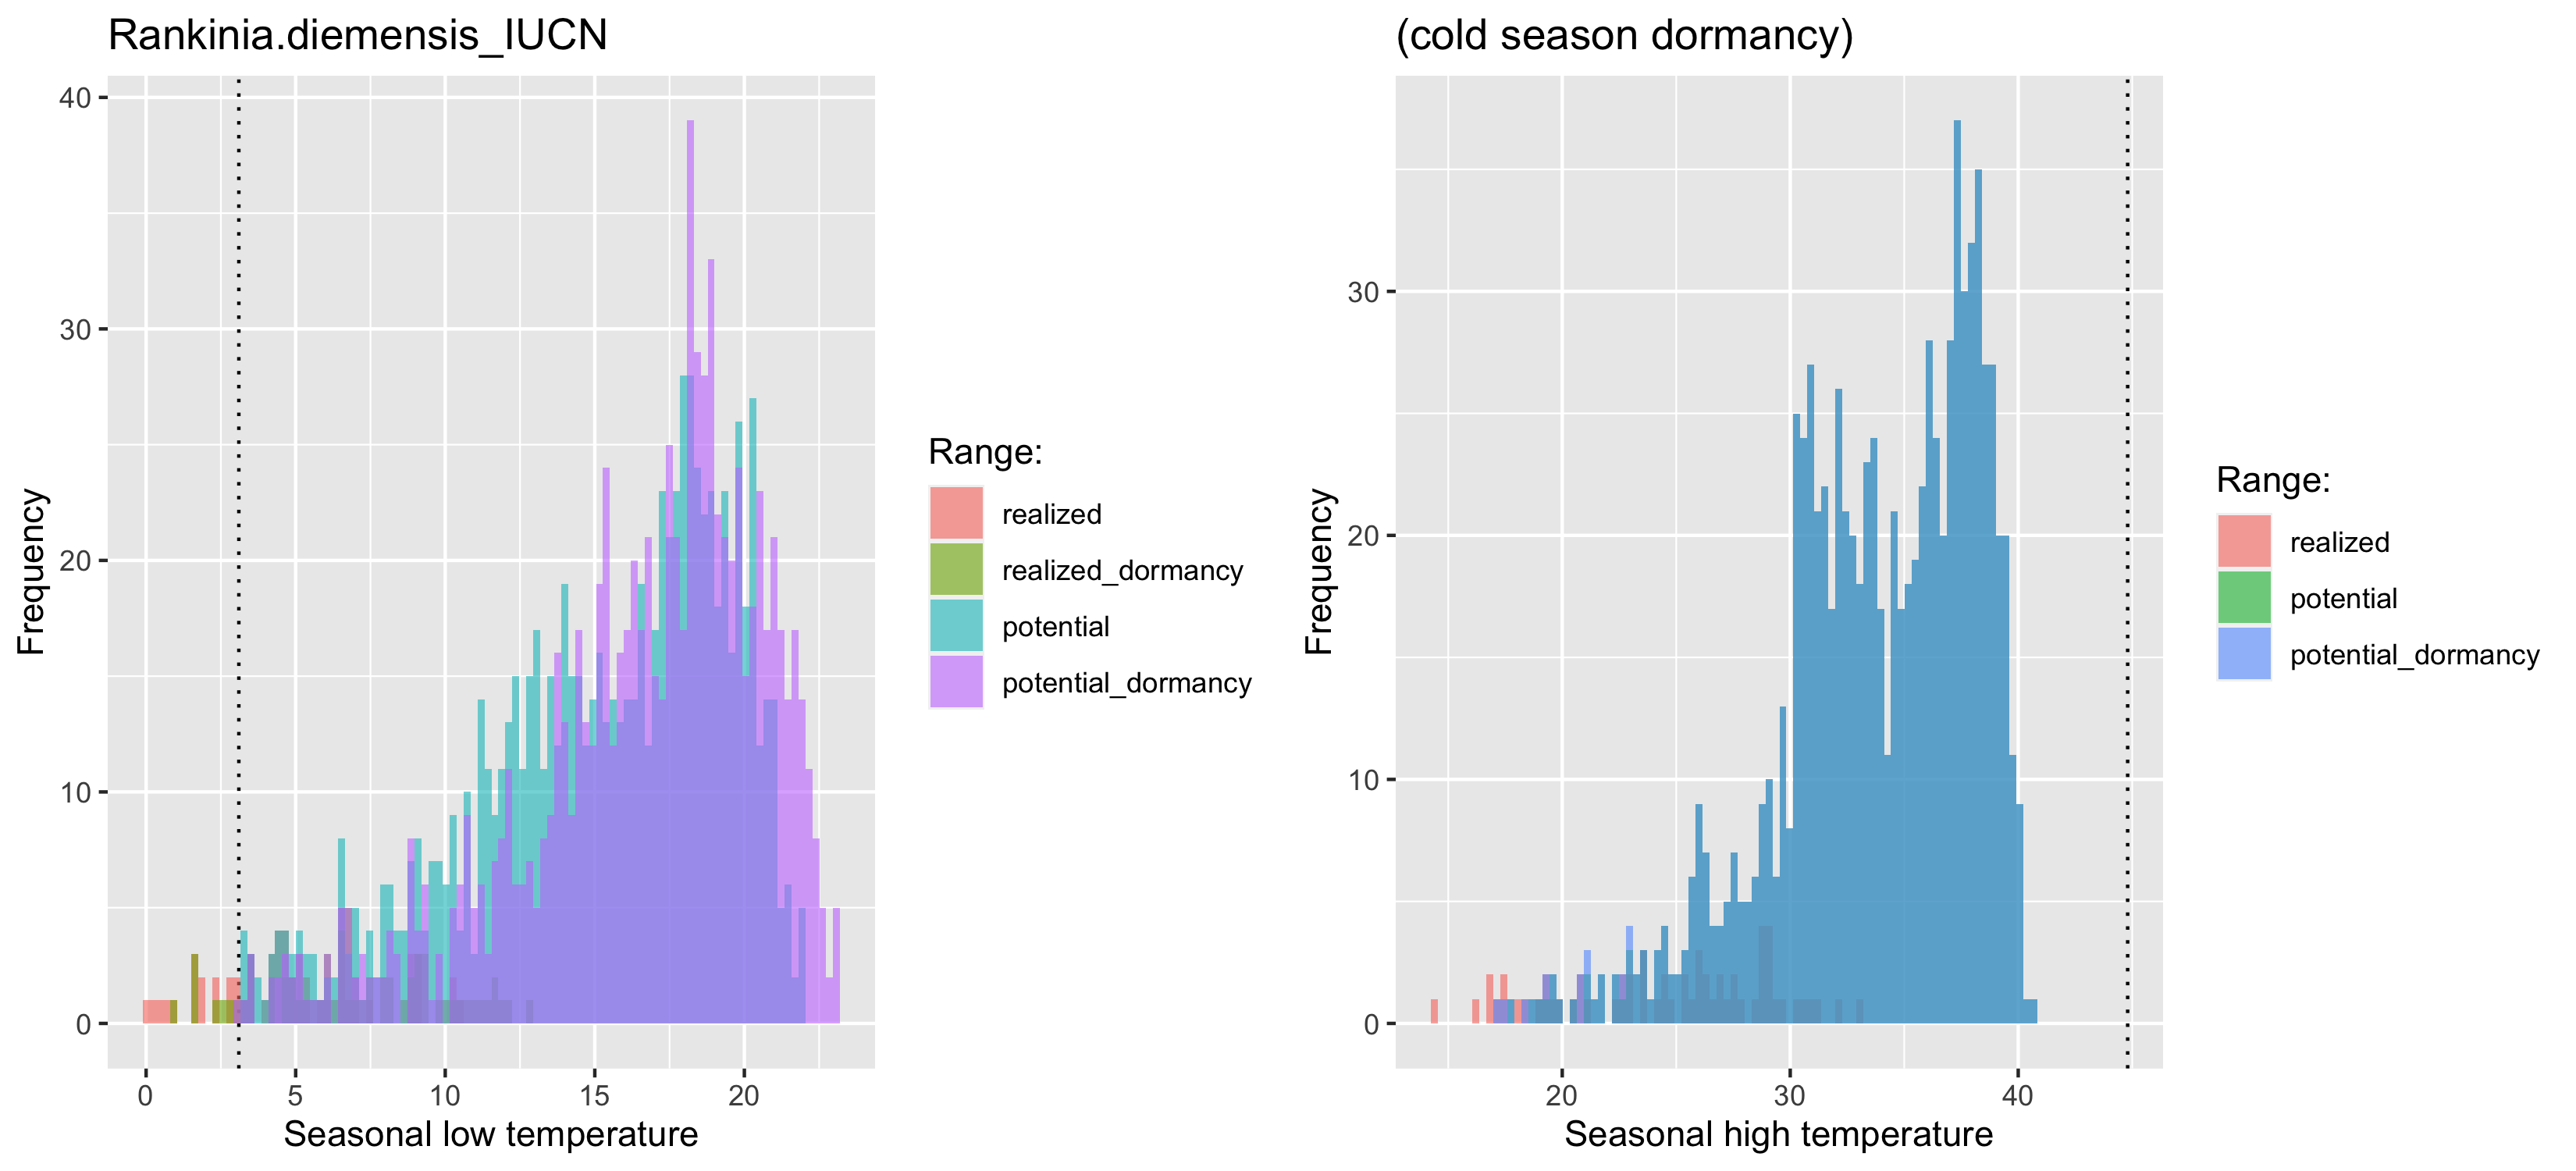 Rankinia.diemensis_IUCN
40
30
20
10
0
Frequency
0 5 10 15 20
Seasonal low temperature
Range:
realized
realized_dormancy
potential
potential_dormancy
(cold season dormancy)
30
20
10
0
Frequency
20 30 40
Seasonal high temperature
Range:
realized
potential
potential_dormancy